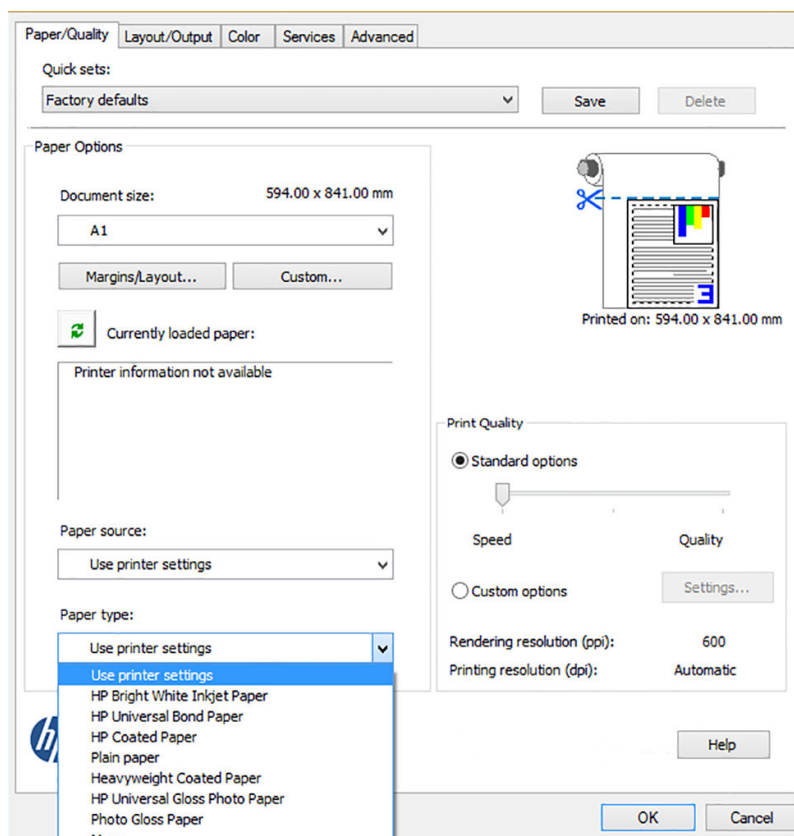 Paper/Quality Layout/Output Color Services Advanced
Quick sets:
Factory defaults Save Delete
Paper Options
Document size: 594.00 x 841.00 mm
A1
Margins/Layout... Custom...
Currently loaded paper:
Printer information not available
3
Printed on: 594.00 x 841.00 mm
Print Quality
Standard options
Speed Quality
Custom options Settings...
Rendering resolution (ppi): 600
Printing resolution (dpi): Automatic
Paper source:
Use printer settings
Paper type:
Use printer settings
Use printer settings
HP Bright White Inkjet Paper
HP Universal Bond Paper
HP Coated Paper
Plain paper
Heavyweight Coated Paper
HP Universal Gloss Photo Paper
Photo Gloss Paper
hp
Help
OK Cancel